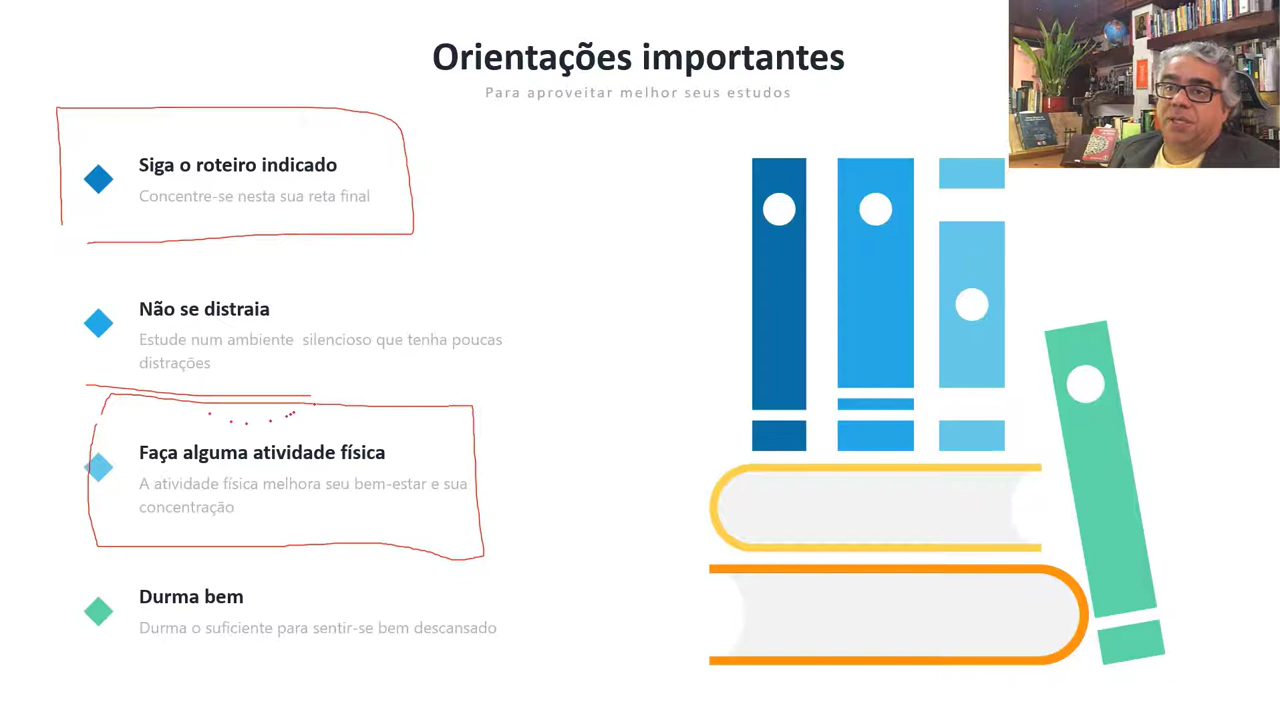 Orientações importantes
Para aproveitar melhor seus estudos
Siga o roteiro indicado
Concentre-se nesta sua reta final
Não se distraia
Estude num ambiente silencioso que tenha poucas
distrações
Faça alguma atividade física
A atividade física melhora seu bem-estar e sua
concentração
Durma bem
Durma o suficiente para sentir-se bem descansado